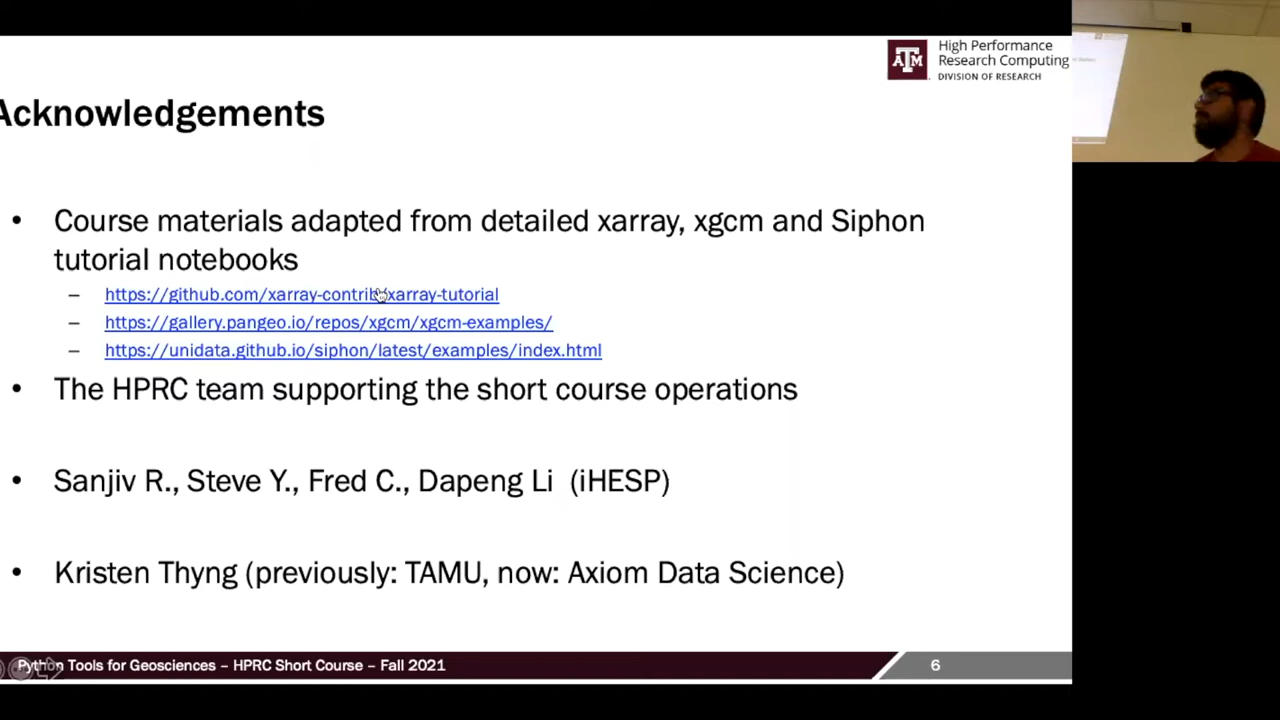 High Performance
Research Computing
DIVISION OF RESEARCH
ATM
Acknowledgements
• Course materials adapted from detailed xarray, xgcm and Siphon
tutorial notebooks
– https://github.com/xarray-contrib/xarray-tutorial
– https://gallery.pangeo.io/repos/xgcm/xgcm-examples/
– https://unidata.github.io/siphon/latest/examples/index.html
• The HPRC team supporting the short course operations
• Sanjiv R., Steve Y., Fred C., Dapeng Li (iHESP)
• Kristen Thyng (previously: TAMU, now: Axiom Data Science)
Python Tools for Geosciences – HPRC Short Course – Fall 2021
6